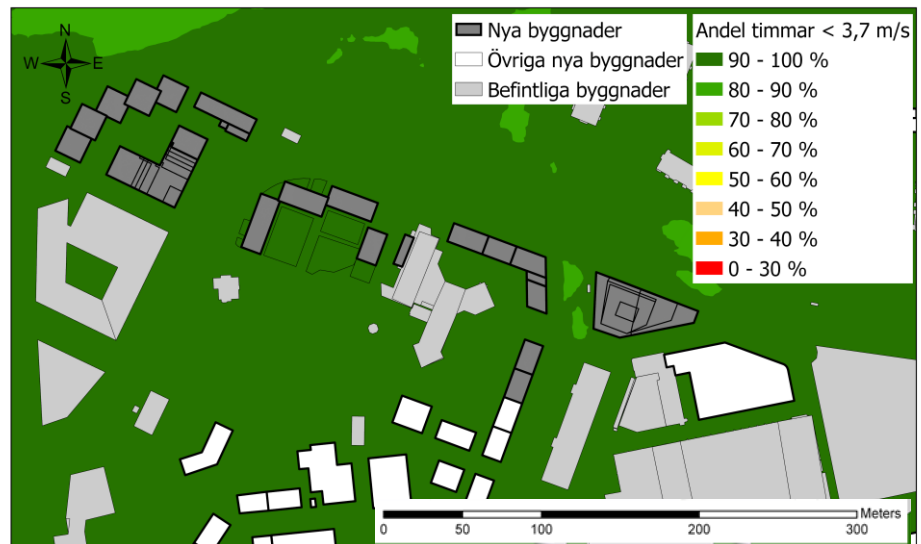 N
W E
S
Nya byggnader
Övriga nya byggnader
Befintliga byggnader
Andel timmar < 3,7 m/s
90 - 100 %
80 - 90 %
70 - 80 %
60 - 70 %
50 - 60 %
40 - 50 %
30 - 40 %
0 - 30 %
Meters
0 50 100 200 300